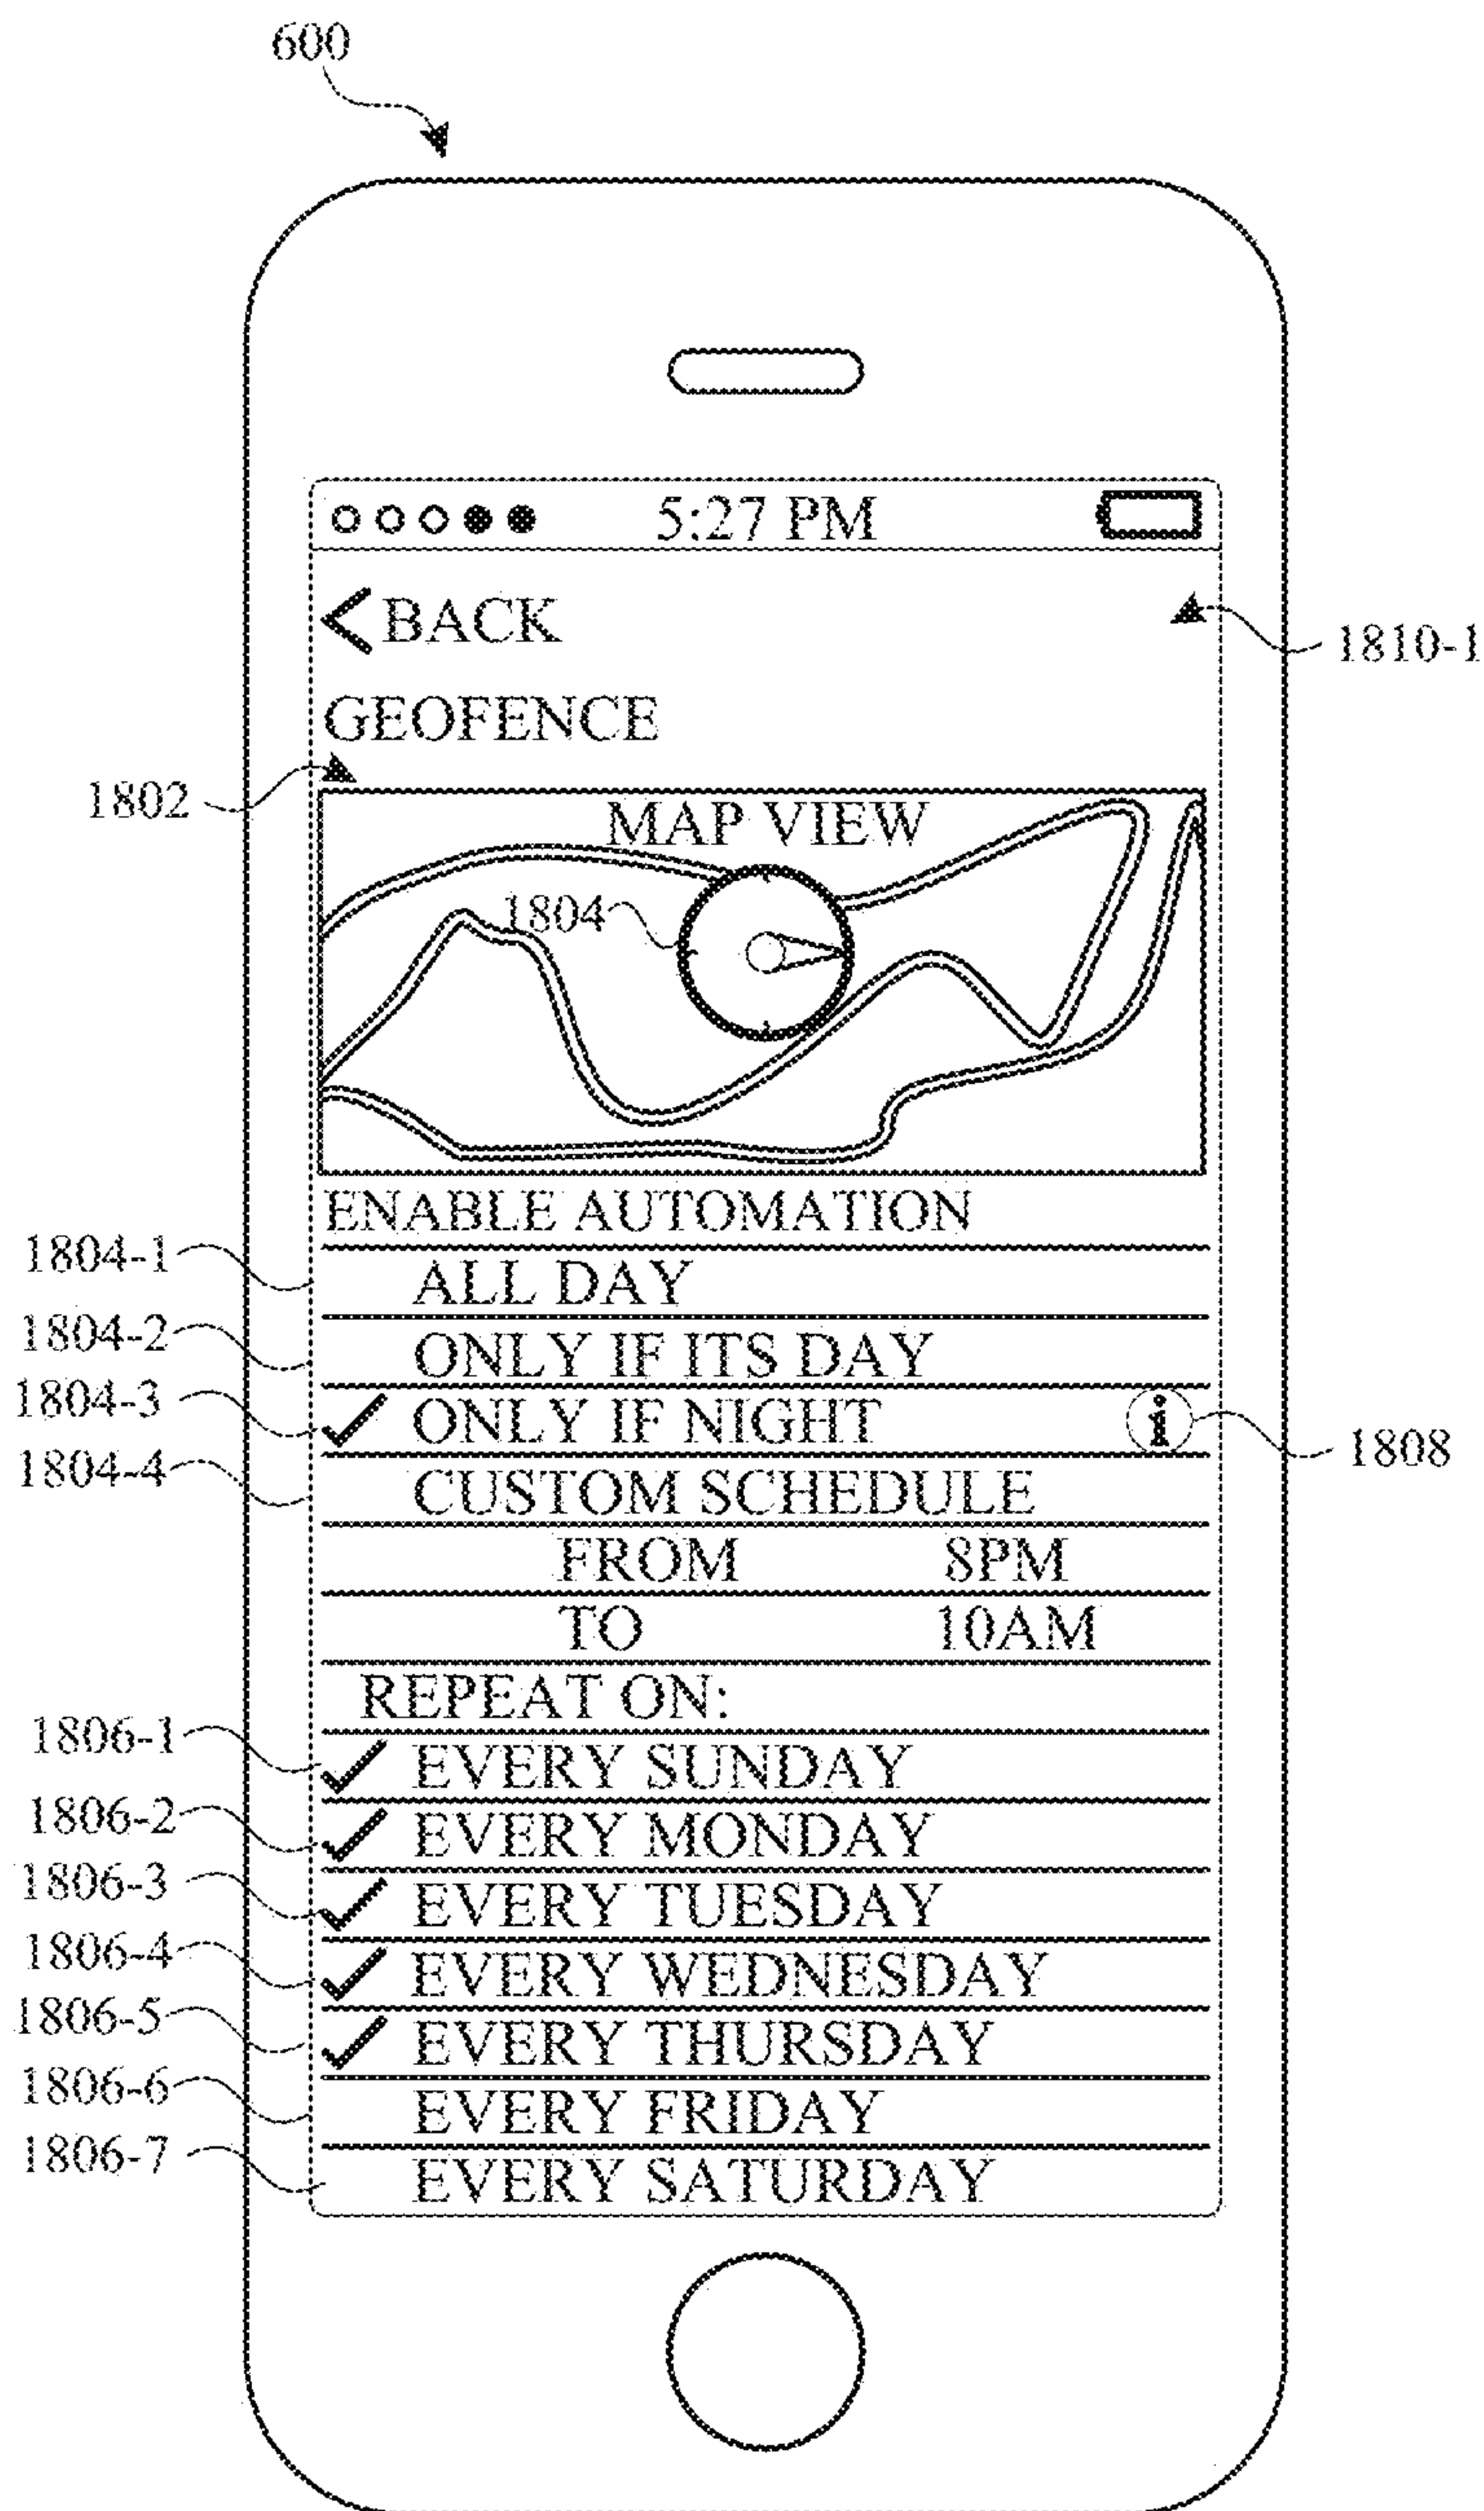 600
5:27 PM
BACK
1810-1
GEOFENCE
1802
MAP VIEW
1804
ENABLE AUTOMATION
1804-1
ALL DAY
1804-2
ONLY IF ITS DAY
1804-3
ONLY IF NIGHT
i
1808
1804-4
CUSTOM SCHEDULE
FROM 8PM
TO 10AM
REPEAT ON:
1806-1
EVERY SUNDAY
1806-2
EVERY MONDAY
1806-3
EVERY TUESDAY
1806-4
EVERY WEDNESDAY
1806-5
EVERY THURSDAY
1806-6
EVERY FRIDAY
1806-7
EVERY SATURDAY